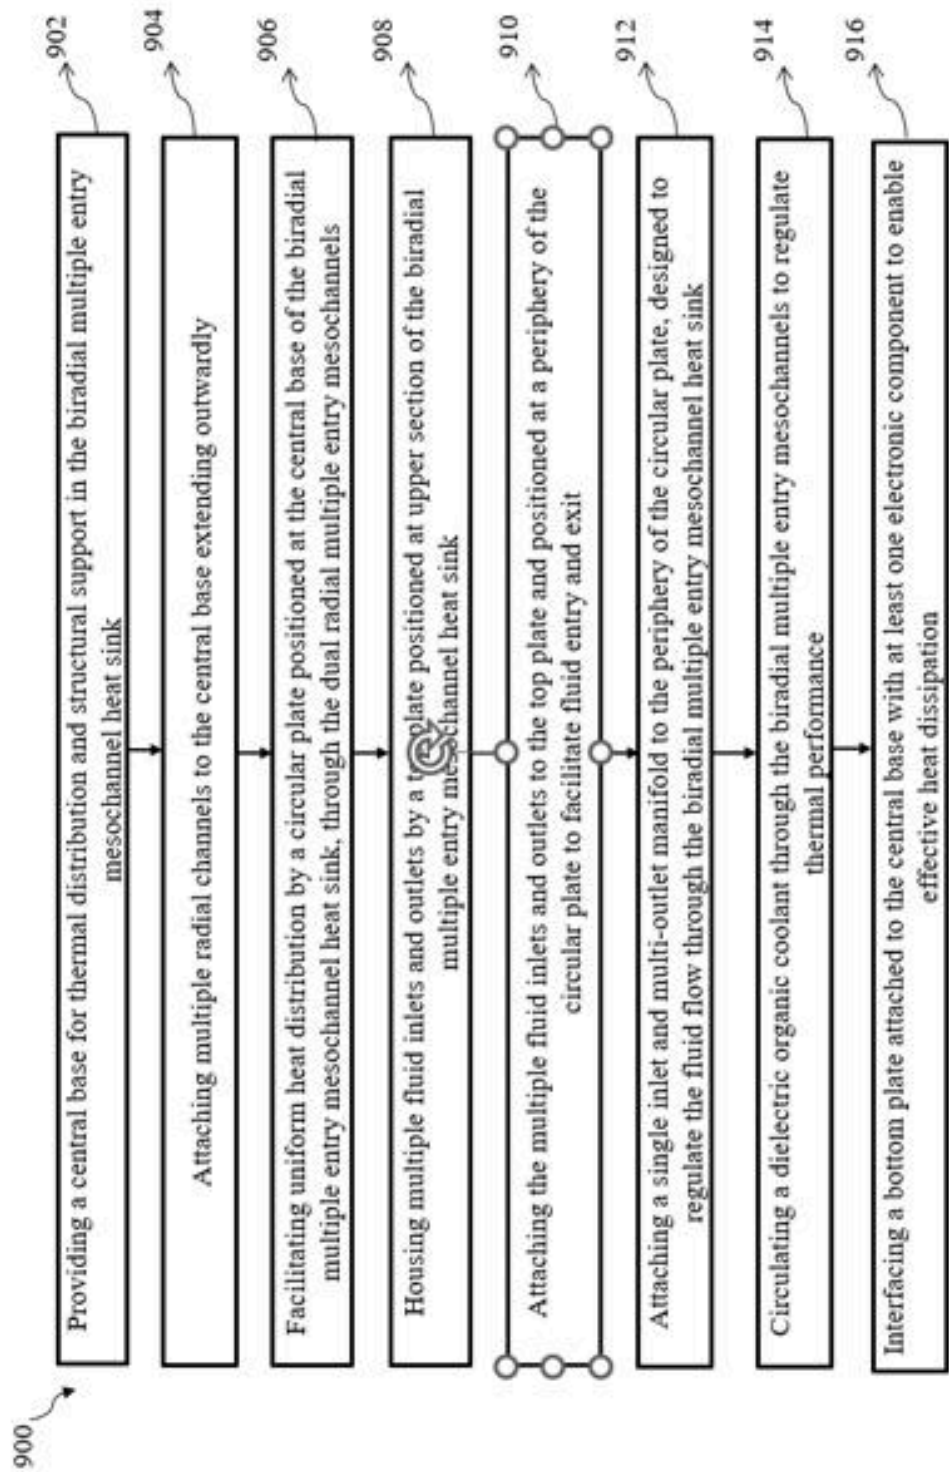 900
902
Providing a central base for thermal distribution and structural support in the biradial multiple entry
mesochannel heat sink
904
Attaching multiple radial channels to the central base extending outwardly
906
Facilitating uniform heat distribution by a circular plate positioned at the central base of the biradial
multiple entry mesochannel heat sink, through the dual radial multiple entry mesochannels
908
Housing multiple fluid inlets and outlets by a plate positioned at upper section of the biradial
multiple entry heat sink
910
Attaching the multiple fluid inlets and outlets to the top plate and positioned at a periphery of the
circular plate to facilitate fluid entry and exit
912
Attaching a single inlet and multi-outlet manifold to the periphery of the circular plate, designed to
regulate the fluid flow through the biradial multiple entry mesochannel heat sink
914
Circulating a dielectric organic coolant through the biradial multiple entry mesochannels to regulate
thermal performance
916
Interfacing a bottom plate attached to the central base with at least one electronic component to enable
effective heat dissipation